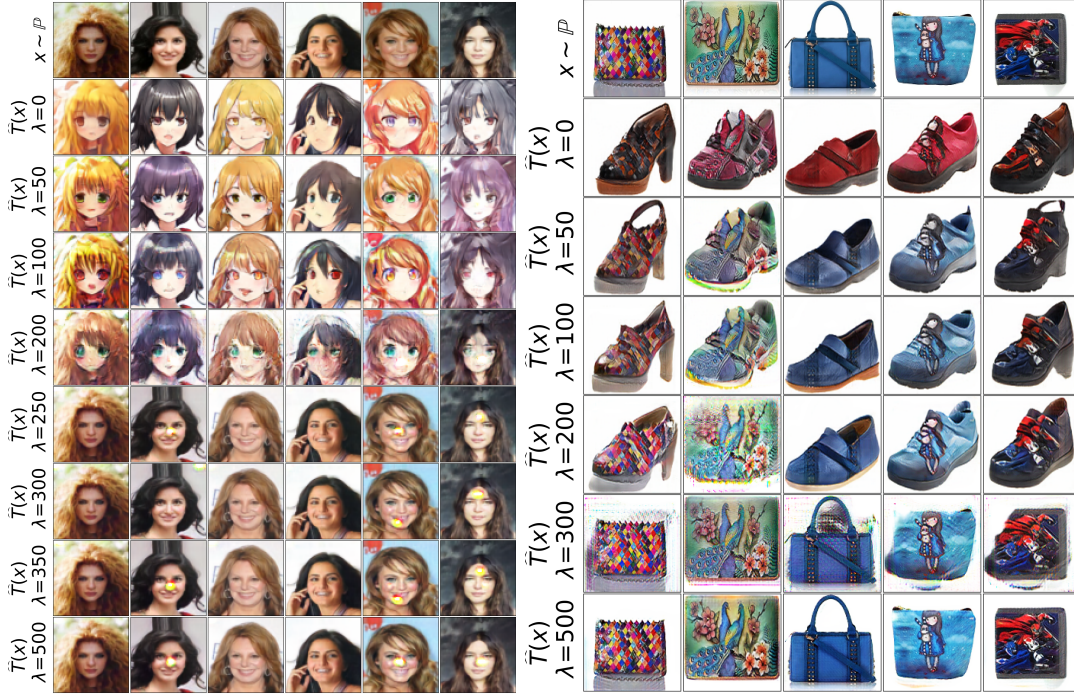 x ~ ℙ
T̂(x)
λ=0
T̂(x)
λ=50
T̂(x)
λ=100
T̂(x)
λ=200
T̂(x)
λ=250
T̂(x)
λ=300
T̂(x)
λ=350
T̂(x)
λ=500
x ~ ℙ
T̂(x)
λ=0
T̂(x)
λ=50
T̂(x)
λ=100
T̂(x)
λ=200
T̂(x)
λ=300
T̂(x)
λ=500